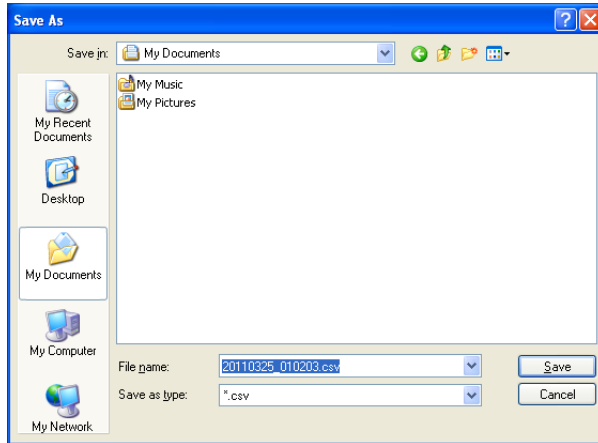 Save As
Save in:
My Documents
My Recent
Documents
Desktop
My Documents
My Computer
My Network
My Music
My Pictures
File name:
20110325_010203.csv
Save
Save as type:
*.csv
Cancel